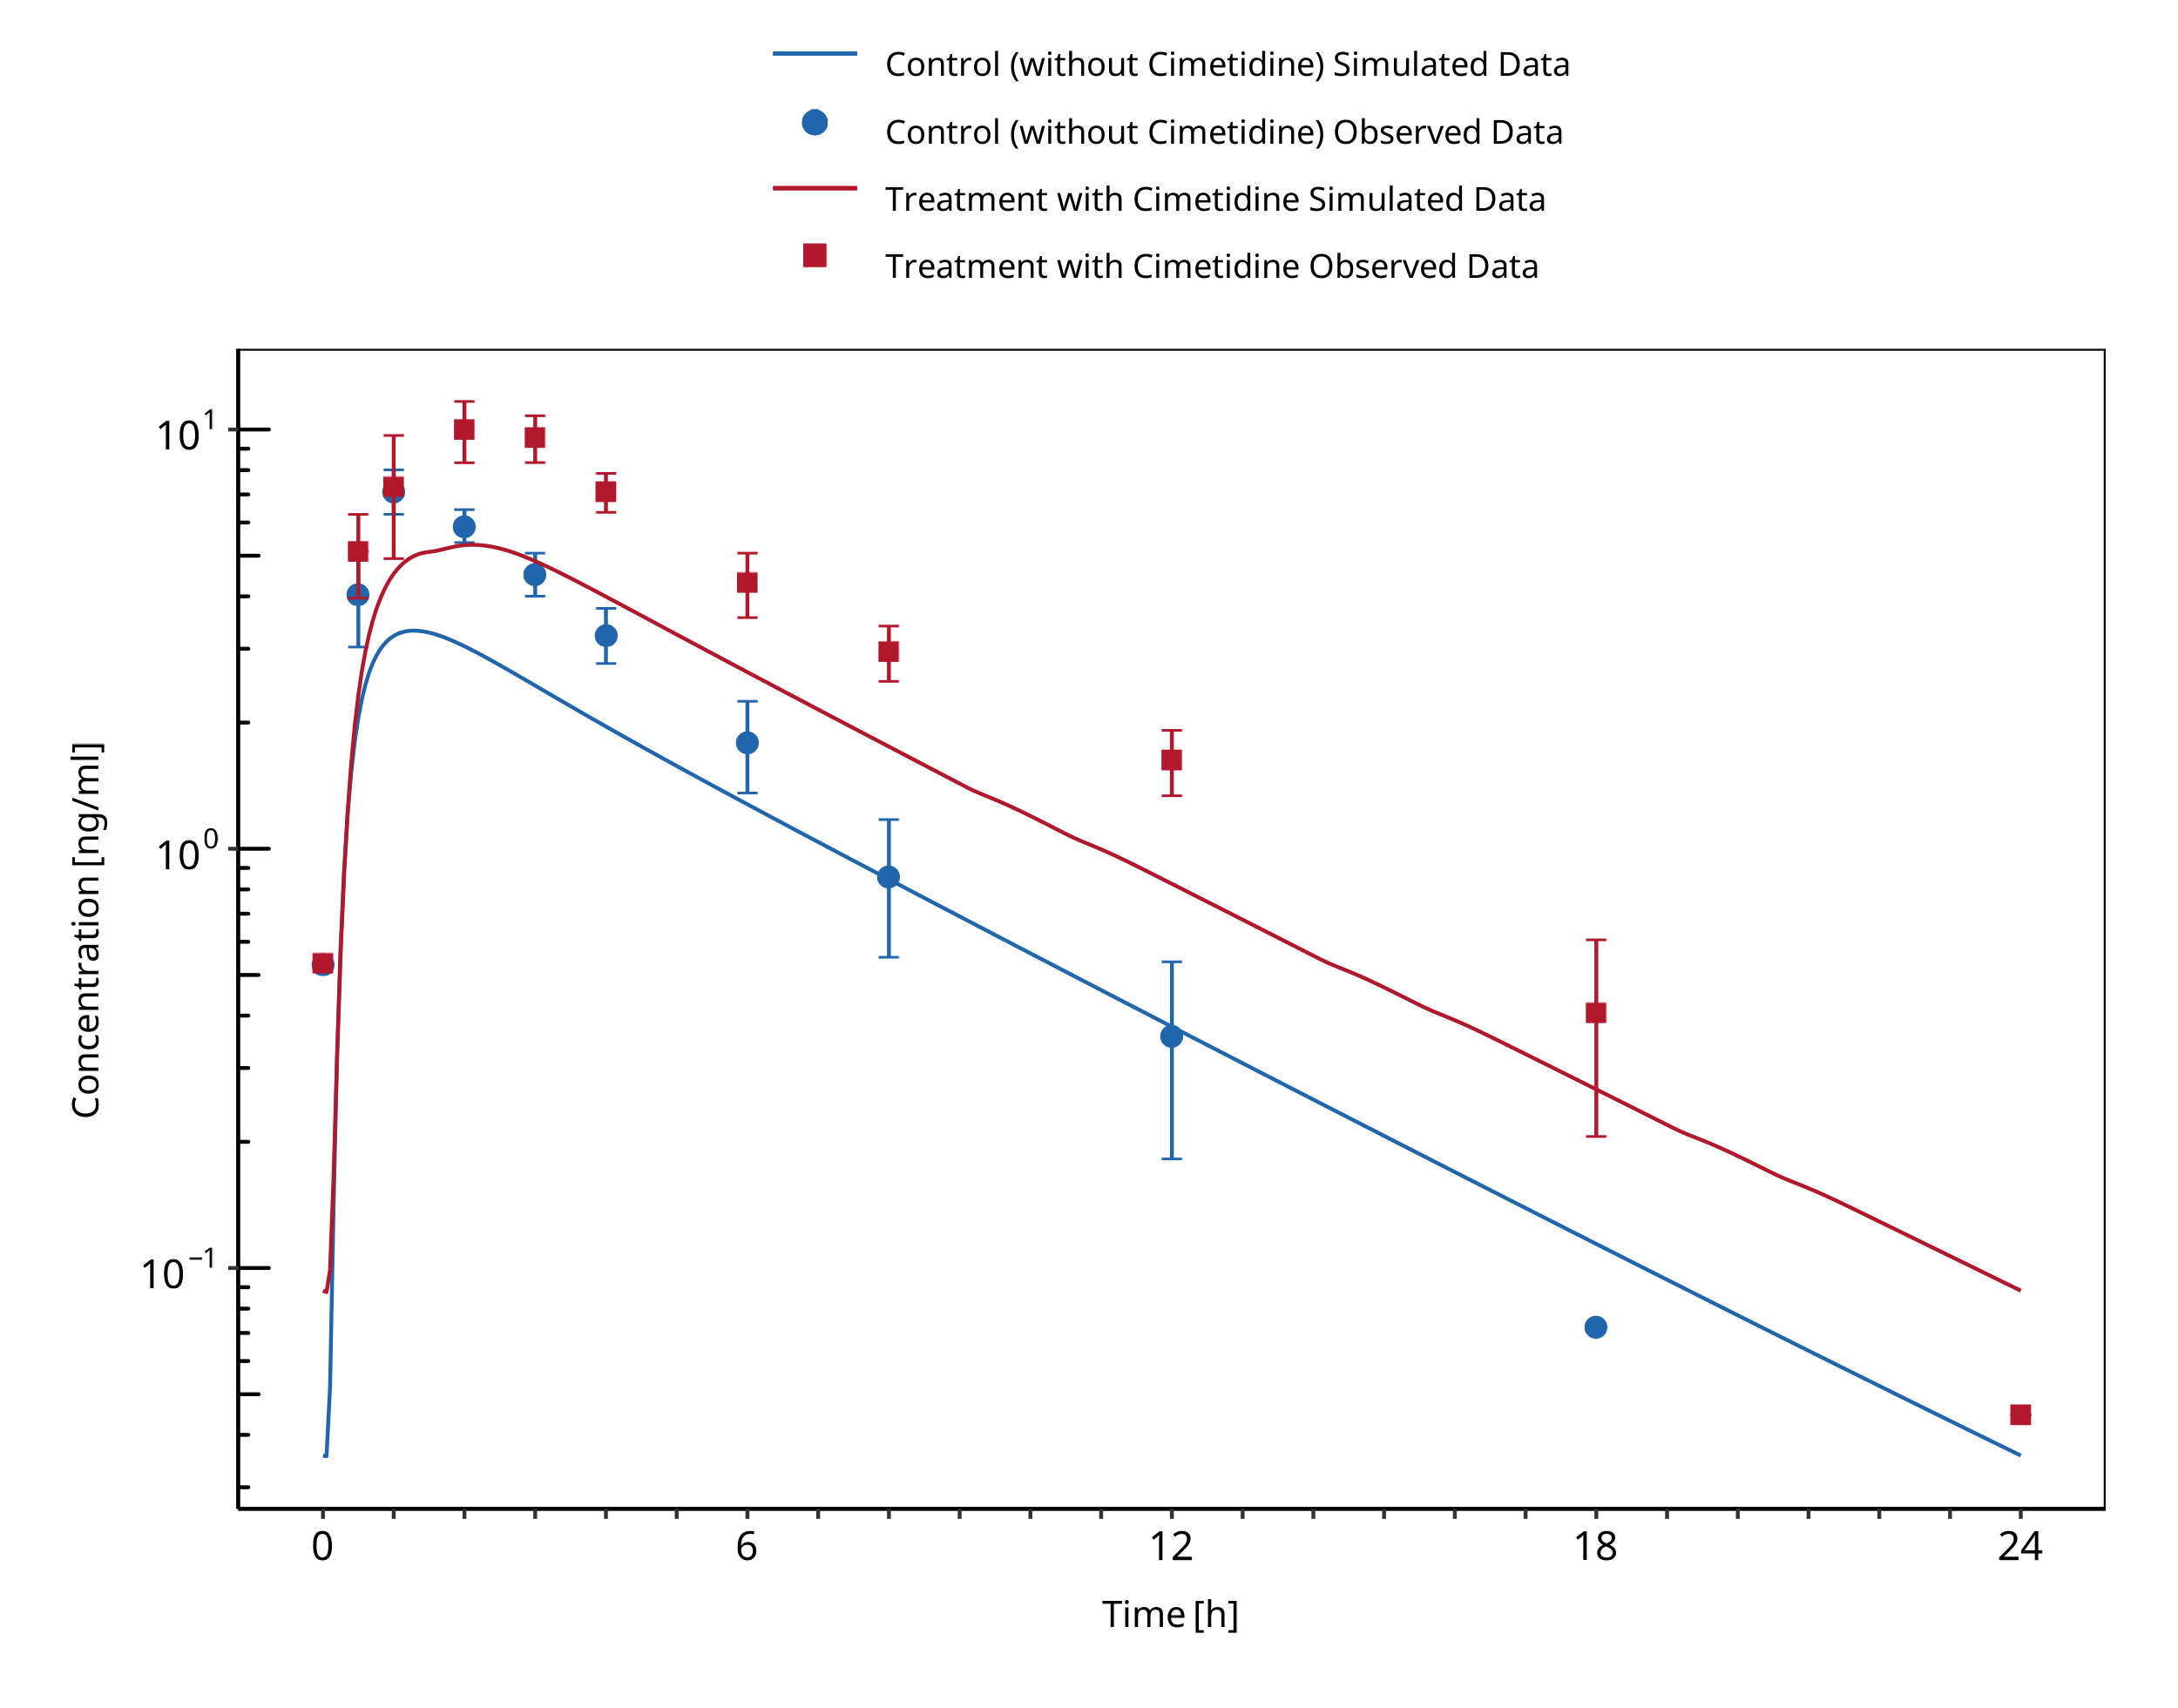 Control (without Cimetidine) Simulated Data
Control (without Cimetidine) Observed Data
Treatment with Cimetidine Simulated Data
Treatment with Cimetidine Observed Data
10¹
10⁰
10⁻¹
Concentration [ng/ml]
0 6 12 18 24
Time [h]